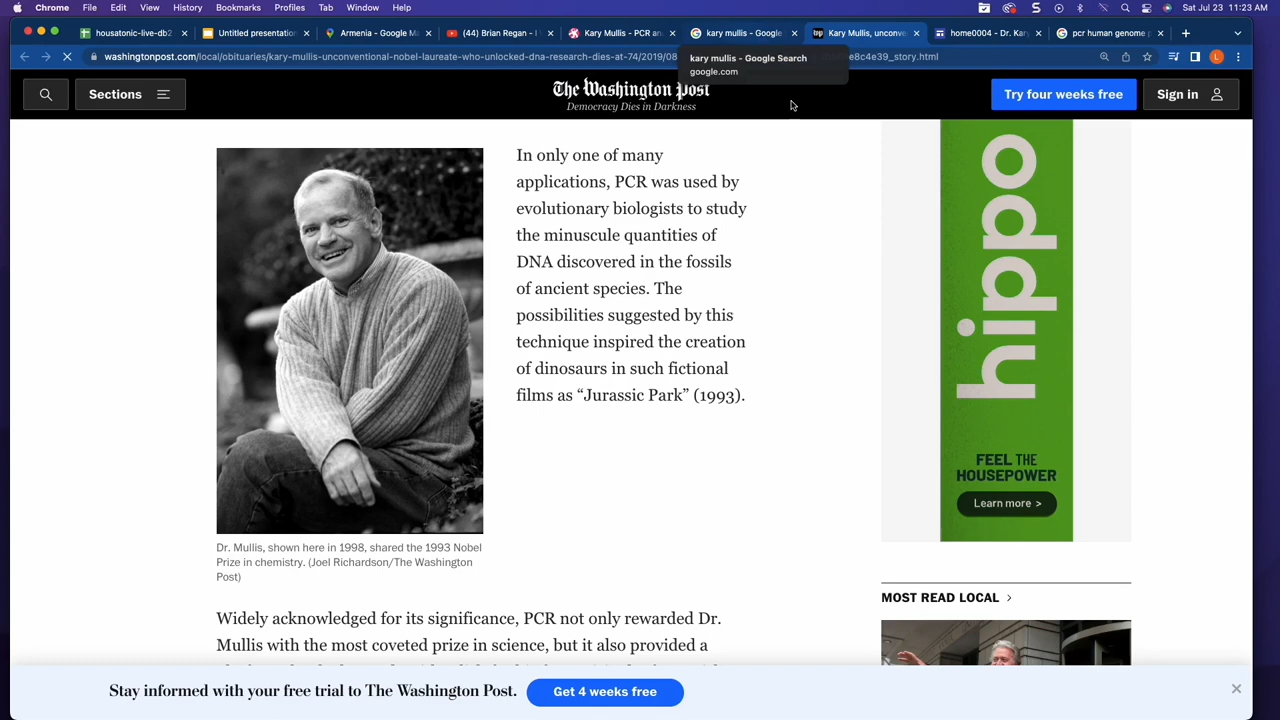 Chrome File Edit View History Bookmarks Profiles Tab Window Help Sat Jul 23 11:23 AM
housatonic-live-db2 Untitled presentation Armenia - Google Ma (44) Brian Regan - I Kary Mullis - PCR an kary mullis - Google Kary Mullis, unconve home0004 - Dr. Kary pcr human genome
washingtonpost.com/local/obituaries/kary-mullis-unconventional-nobel-laureate-who-unlocked-dna-research-dies-at-74/2019/08 e8c4e39_story.html
kary mullis - Google Search
google.com
Sections
The Washington Post
Democracy Dies in Darkness
Try four weeks free
Sign in
In only one of many
applications, PCR was used by
evolutionary biologists to study
the minuscule quantities of
DNA discovered in the fossils
of ancient species. The
possibilities suggested by this
technique inspired the creation
of dinosaurs in such fictional
films as “Jurassic Park” (1993).
Dr. Mullis, shown here in 1998, shared the 1993 Nobel
Prize in chemistry. (Joel Richardson/The Washington
Post)
Widely acknowledged for its significance, PCR not only rewarded Dr.
Mullis with the most coveted prize in science, but it also provided a
hippo
FEEL THE
HOUSEPOWER
Learn more >
MOST READ LOCAL >
Stay informed with your free trial to The Washington Post.
Get 4 weeks free